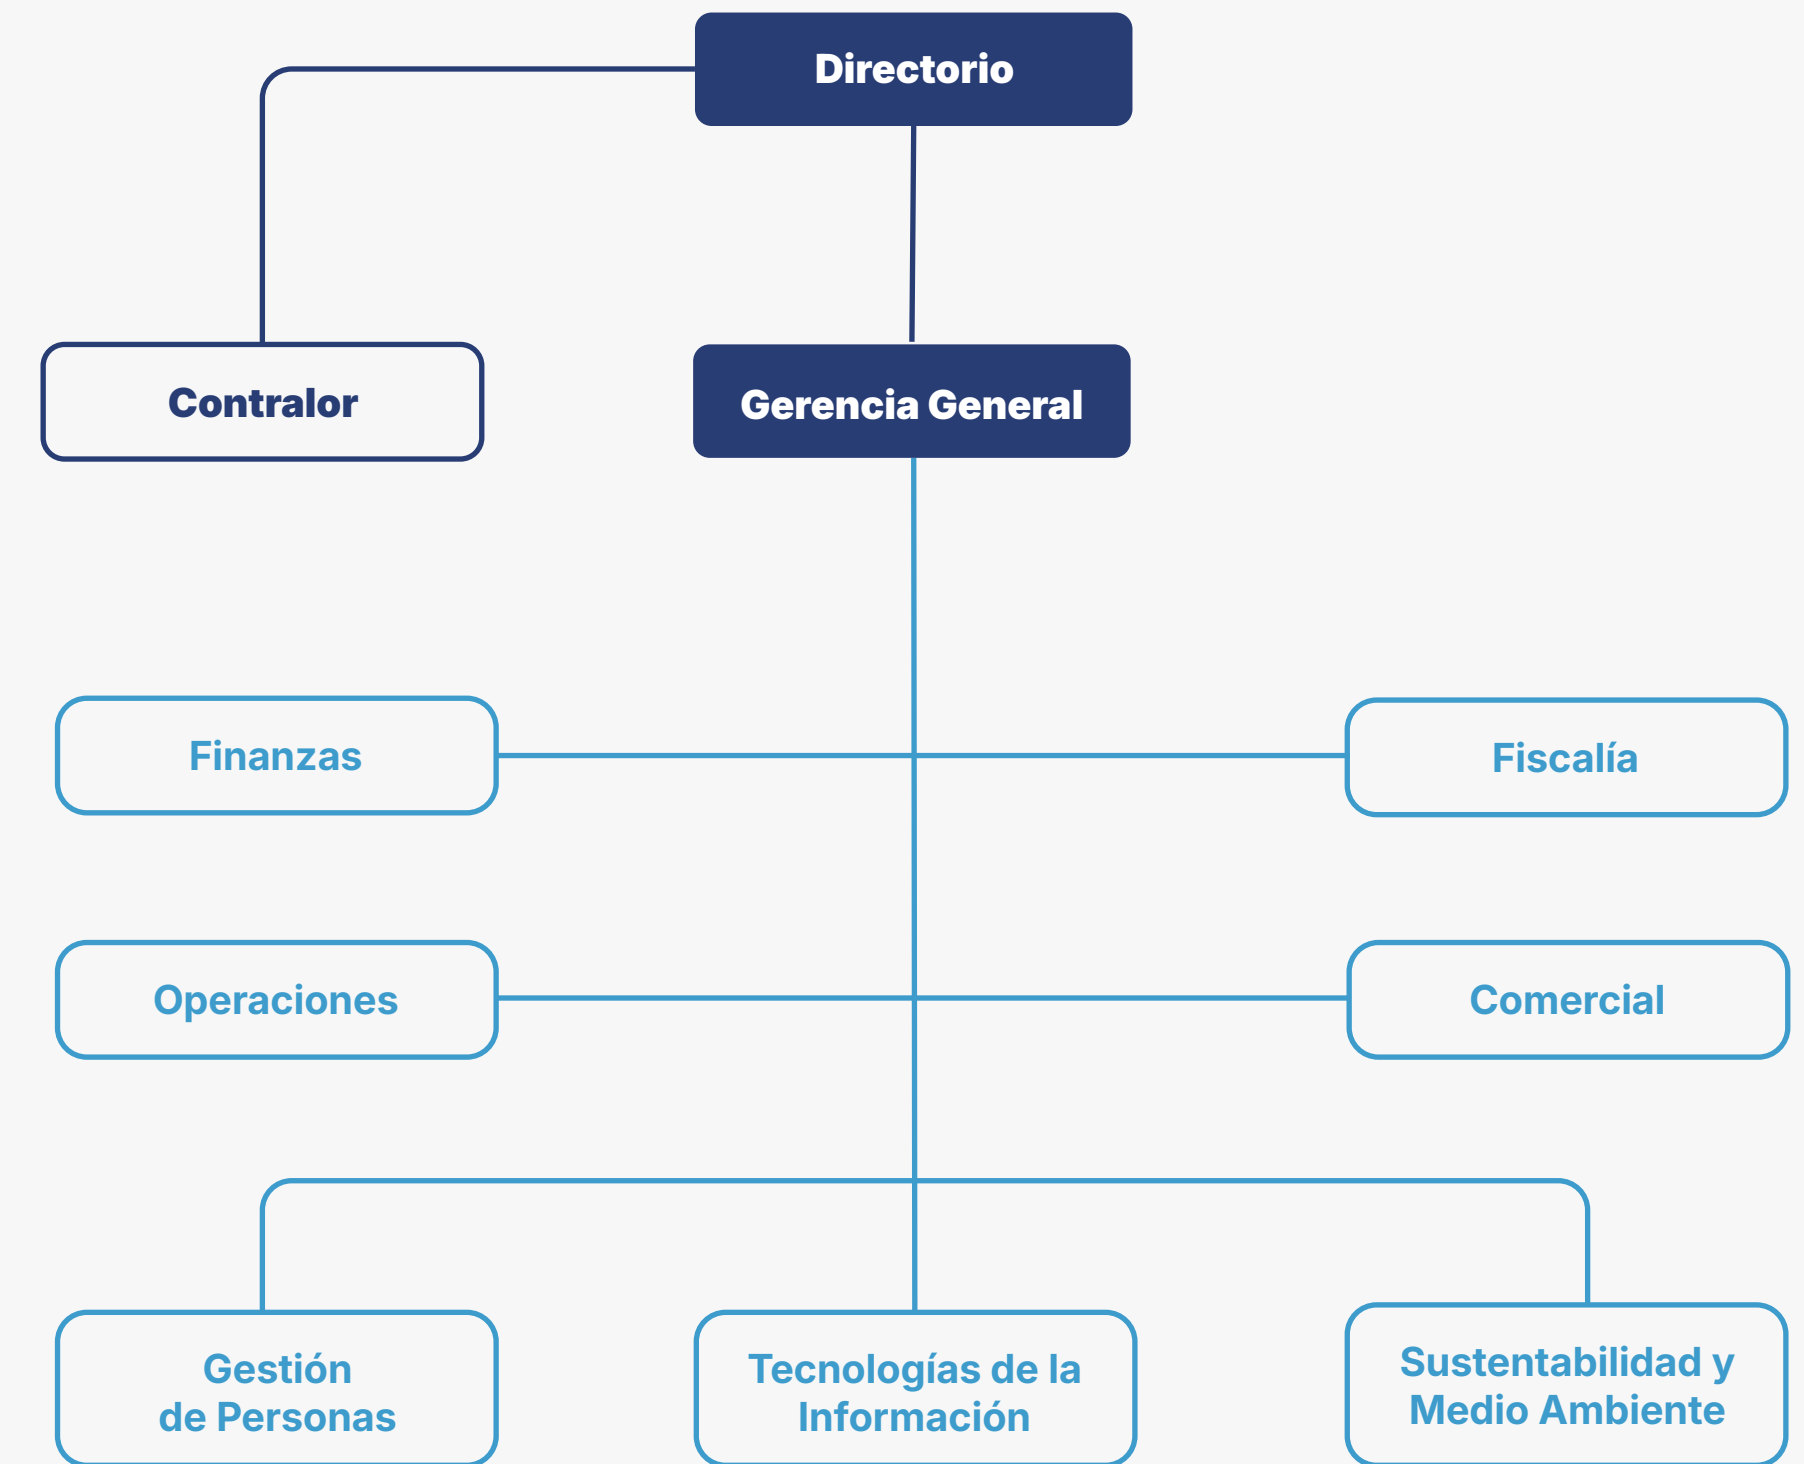 Directorio
Contralor
Gerencia General
Finanzas
Fiscalía
Operaciones
Comercial
Gestión
de Personas
Tecnologías de la
Información
Sustentabilidad y
Medio Ambiente